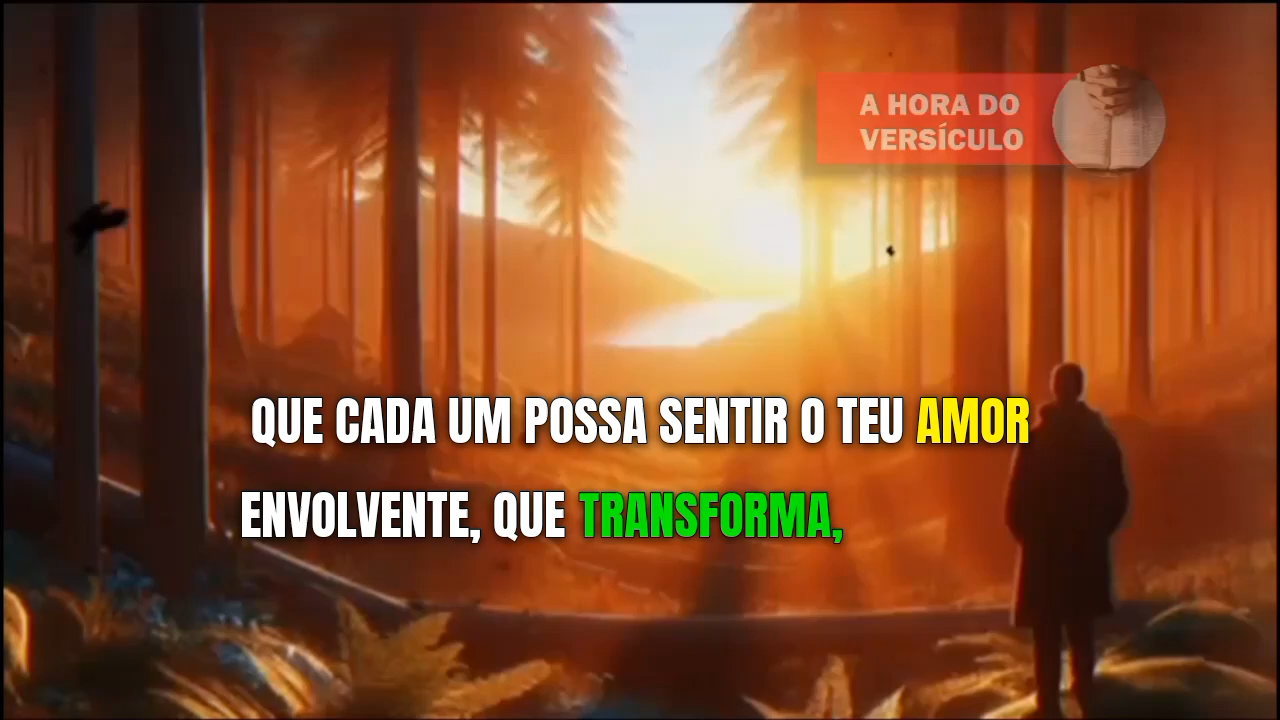 A HORA DO
VERSÍCULO
QUE CADA UM POSSA SENTIR O TEU AMOR
ENVOLVENTE, QUE TRANSFORMA,